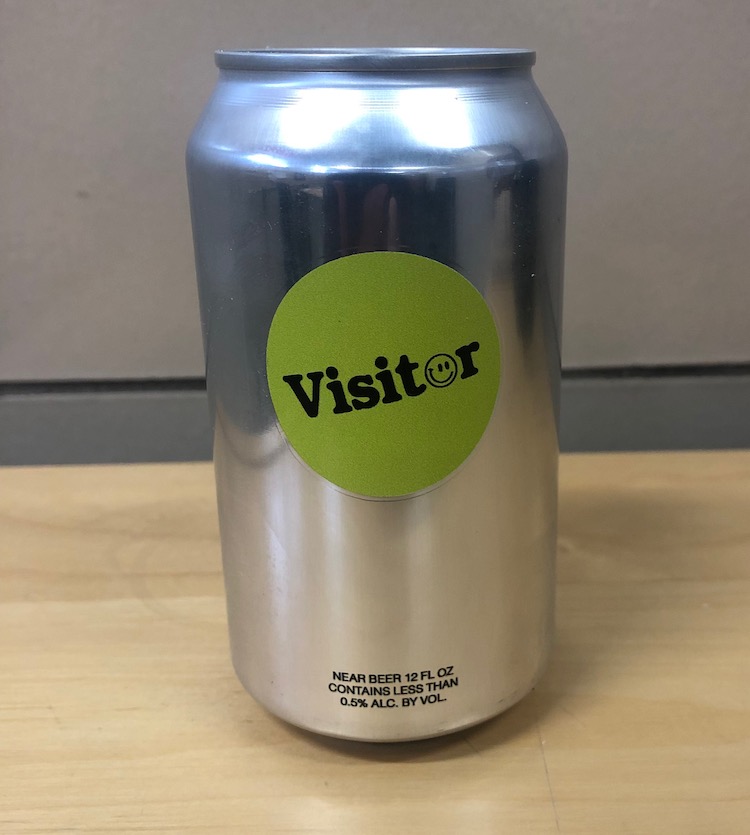 Visitor
NEAR BEER 12 FL OZ
CONTAINS LESS THAN
0.5% ALC. BY VOL.